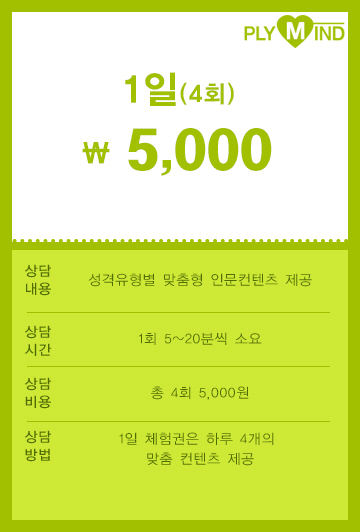 PLY MIND
1일(4회)
₩ 5,000
상담
내용
성격유형별 맞춤형 인문컨텐츠 제공
상담
시간
1회 5~20분씩 소요
상담
비용
총 4회 5,000원
상담
방법
1일 체험권은 하루 4개의
맞춤 컨텐츠 제공